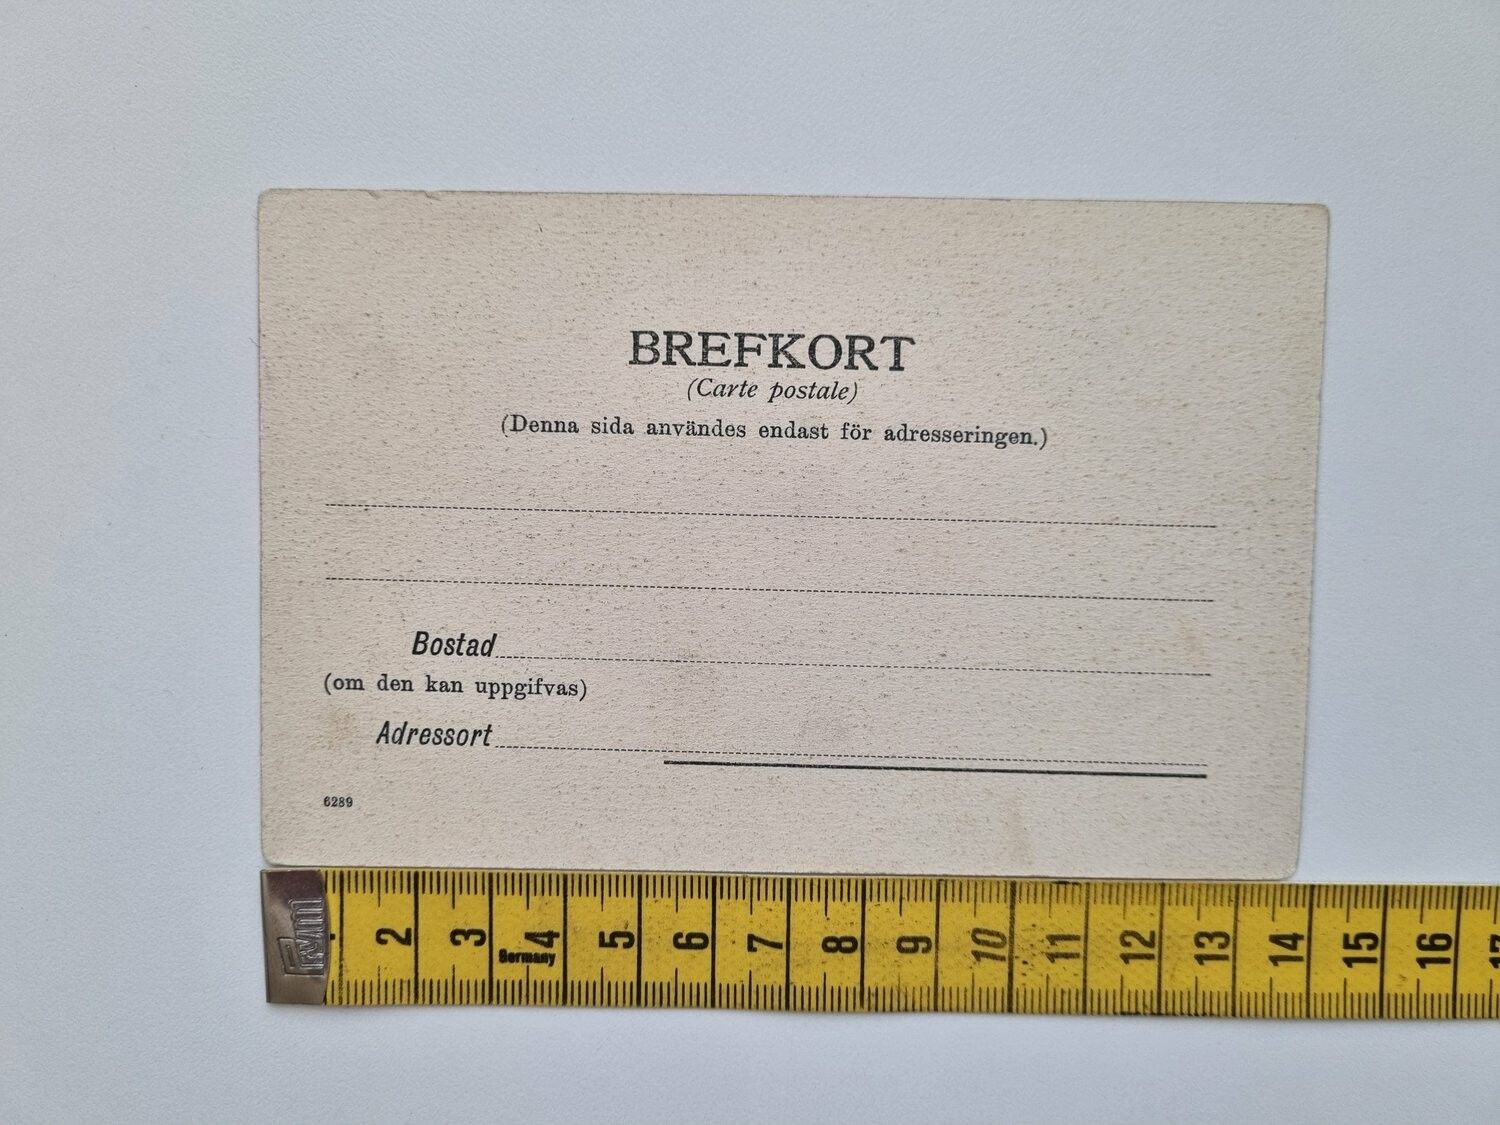 BREFKORT
(Carte postale)
(Denna sida användes endast för adresseringen.)
Bostad
(om den kan uppgifvas)
Adressort
6289
2 3 4 5 6 7 8 9 10 11 12 13 14 15 16 17
Germany